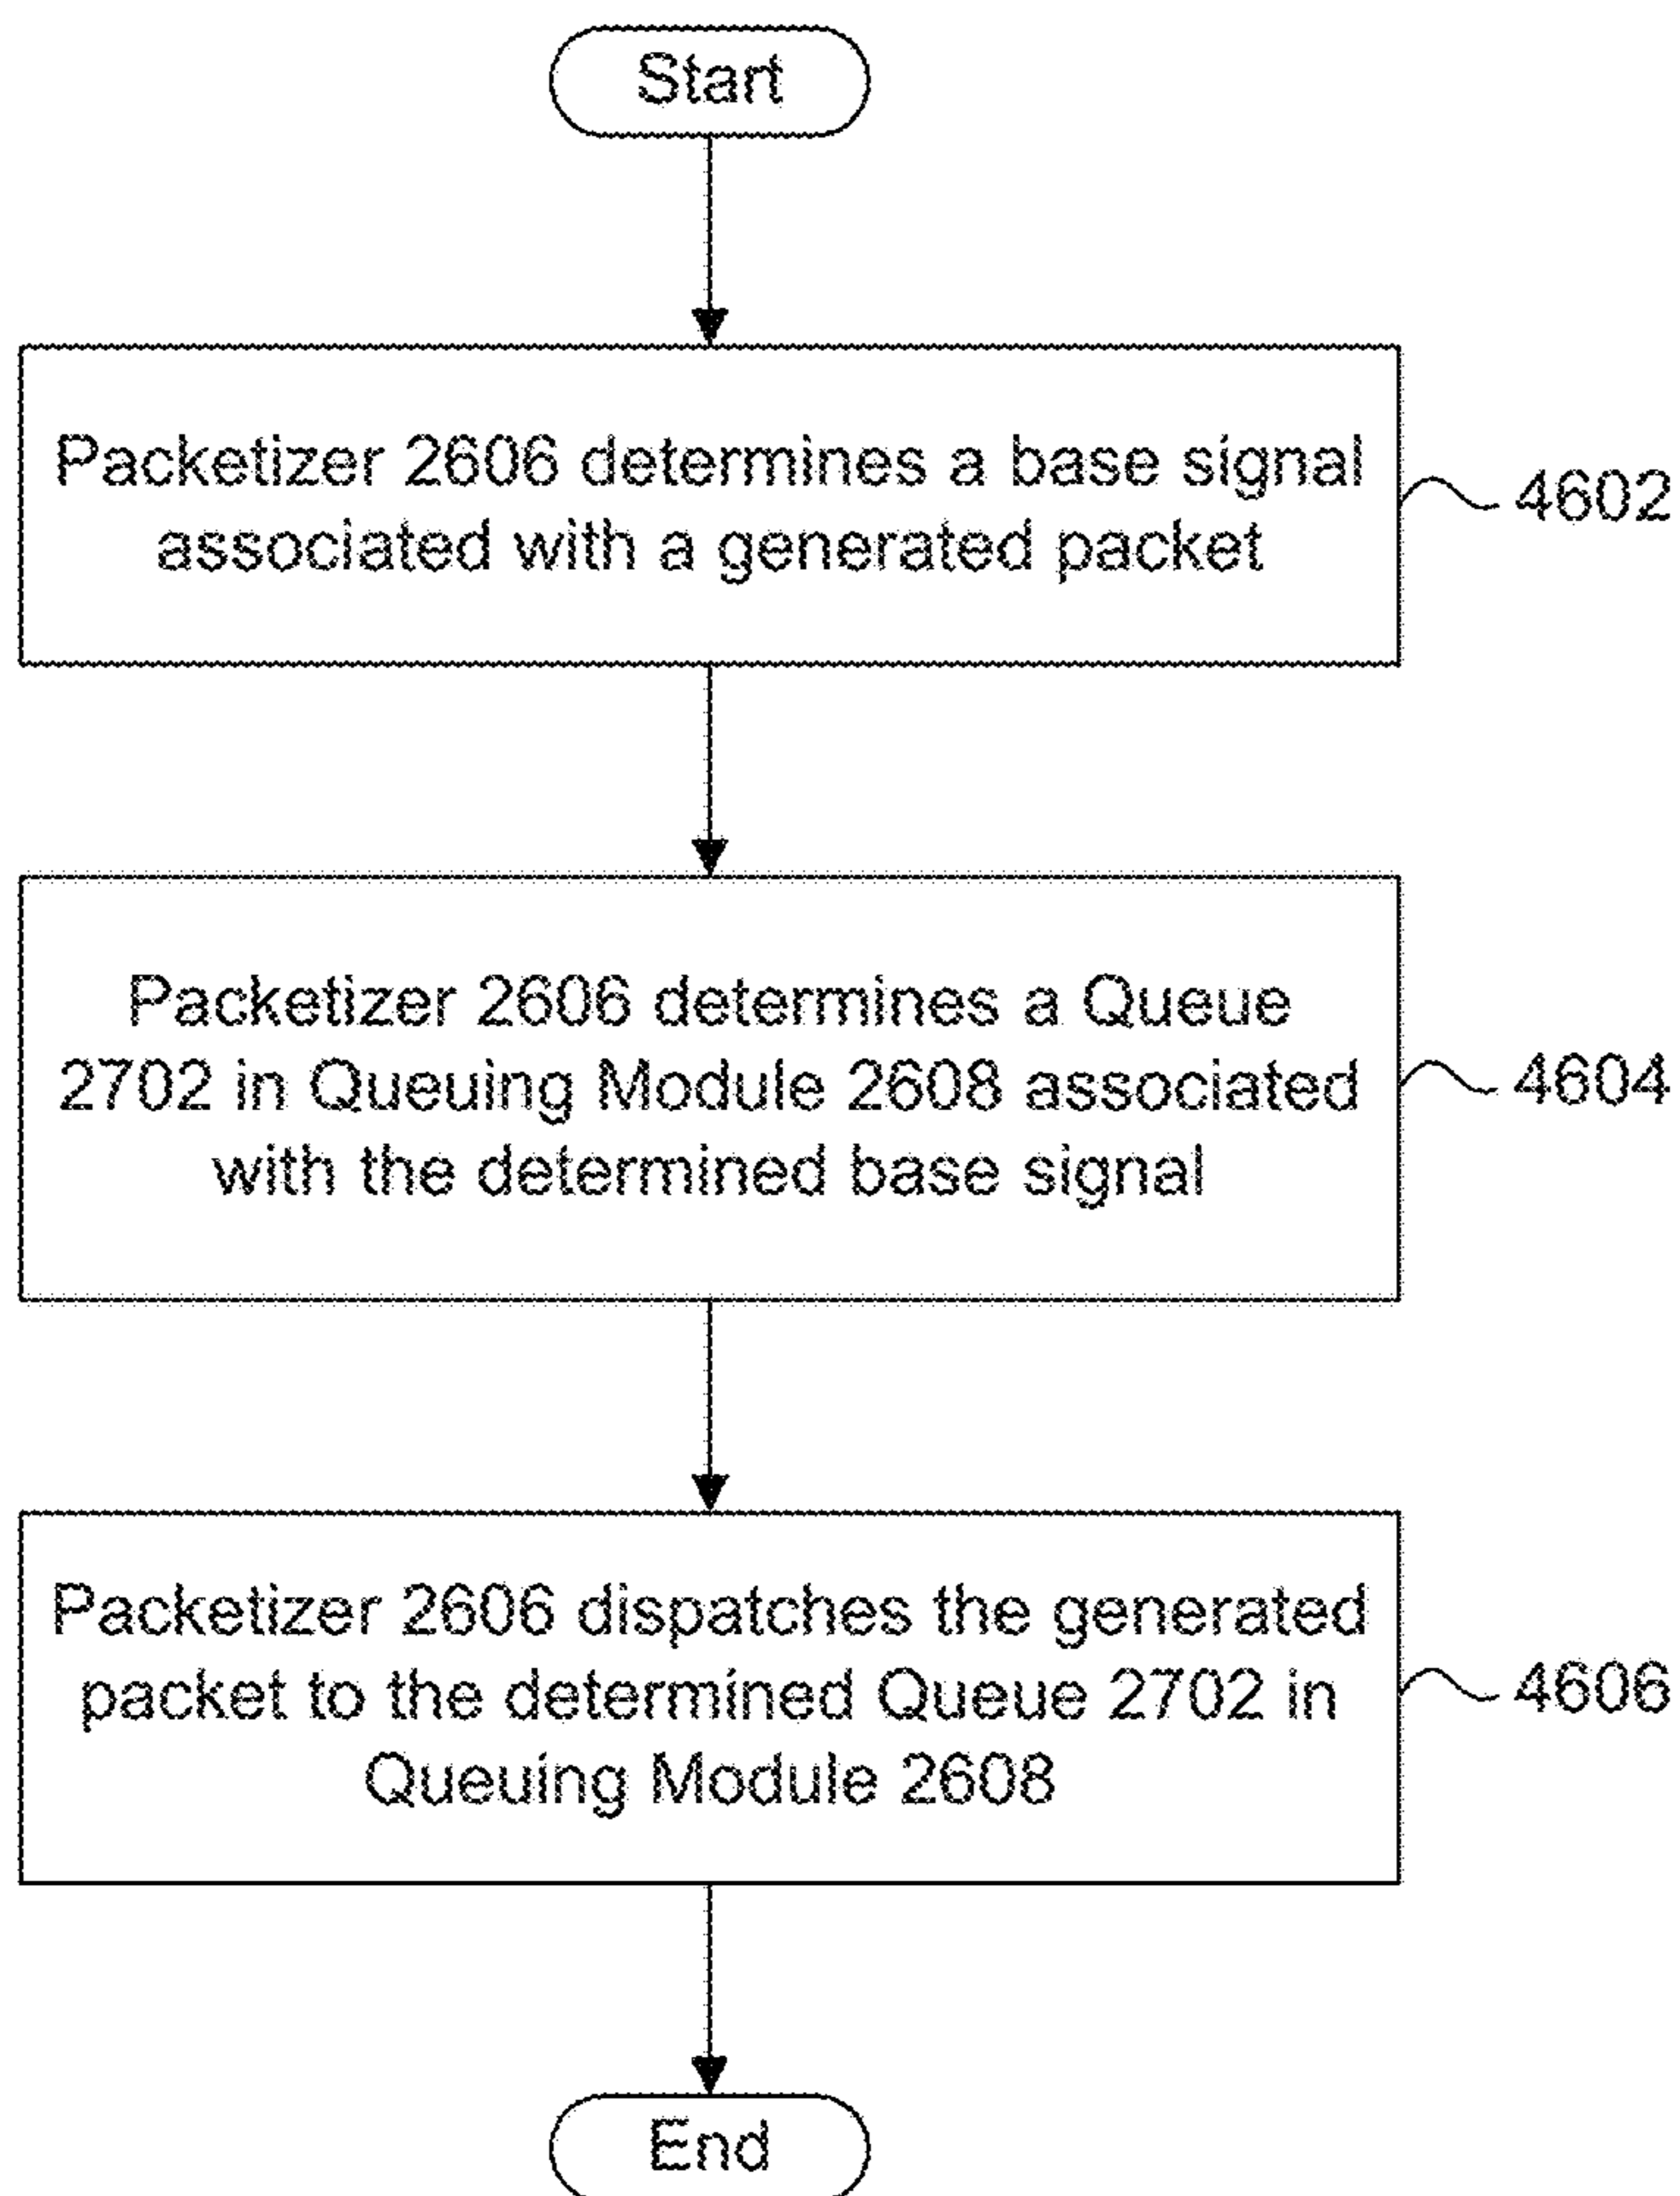 Start
Packetizer 2606 determines a base signal
associated with a generated packet
4602
Packetizer 2606 determines a Queue
2702 in Queuing Module 2608 associated
with the determined base signal
4604
Packetizer 2606 dispatches the generated
packet to the determined Queue 2702 in
Queuing Module 2608
4606
End